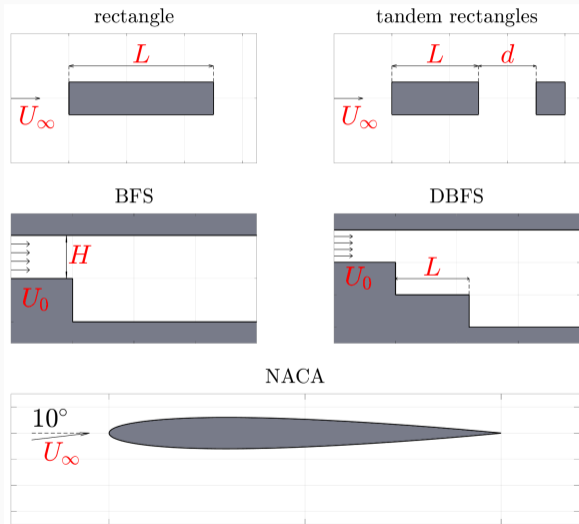 rectangle
L
U∞
tandem rectangles
L d
U∞
BFS
H
U₀
DBFS
L
U₀
NACA
10°
U∞